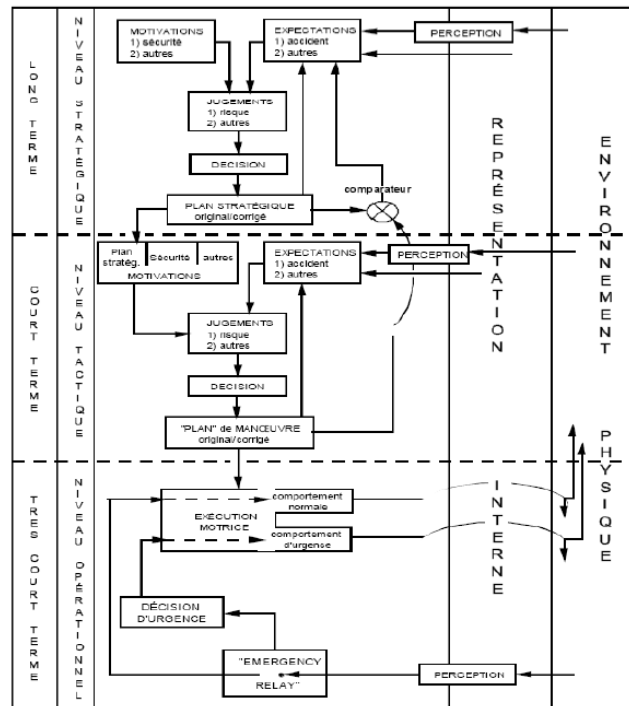 LONG TERME
NIVEAU STRATÉGIQUE
MOTIVATIONS
1) sécurité
2) autres
EXPECTATIONS
1) accident
2) autres
PERCEPTION
JUGEMENTS
1) risque
2) autres
DECISION
comparateur
PLAN STRATÉGIQUE
original/corrigé
REPRÉSENTATION
ENVIRONNEMENT
COURT TERME
NIVEAU TACTIQUE
Plan
stratég.
Sécurité
autres
MOTIVATIONS
EXPECTATIONS
1) accident
2) autres
PERCEPTION
JUGEMENTS
1) risque
2) autres
DECISION
"PLAN" de MANŒUVRE
original/corrigé
TRES COURT TERME
NIVEAU OPÉRATIONNEL
EXÉCUTION
MOTRICE
comportement
normale
comportement
d'urgence
INTERNE
PHYSIQUE
DÉCISION
D'URGENCE
"EMERGENCY
RELAY"
PERCEPTION